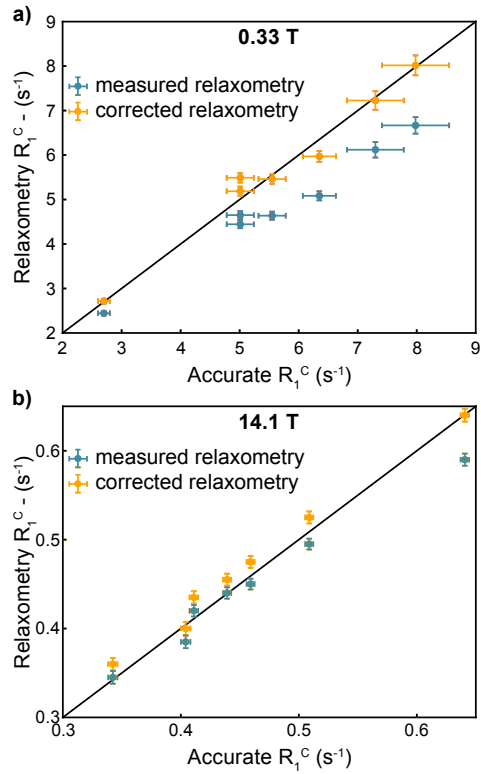 a)
0.33 T
measured relaxometry
corrected relaxometry
Relaxometry R₁ᶜ - (s⁻¹)
9
8
7
6
5
4
3
2
2 3 4 5 6 7 8 9
Accurate R₁ᶜ (s⁻¹)
b)
14.1 T
measured relaxometry
corrected relaxometry
Relaxometry R₁ᶜ - (s⁻¹)
0.6
0.5
0.4
0.3
0.3 0.4 0.5 0.6
Accurate R₁ᶜ (s⁻¹)